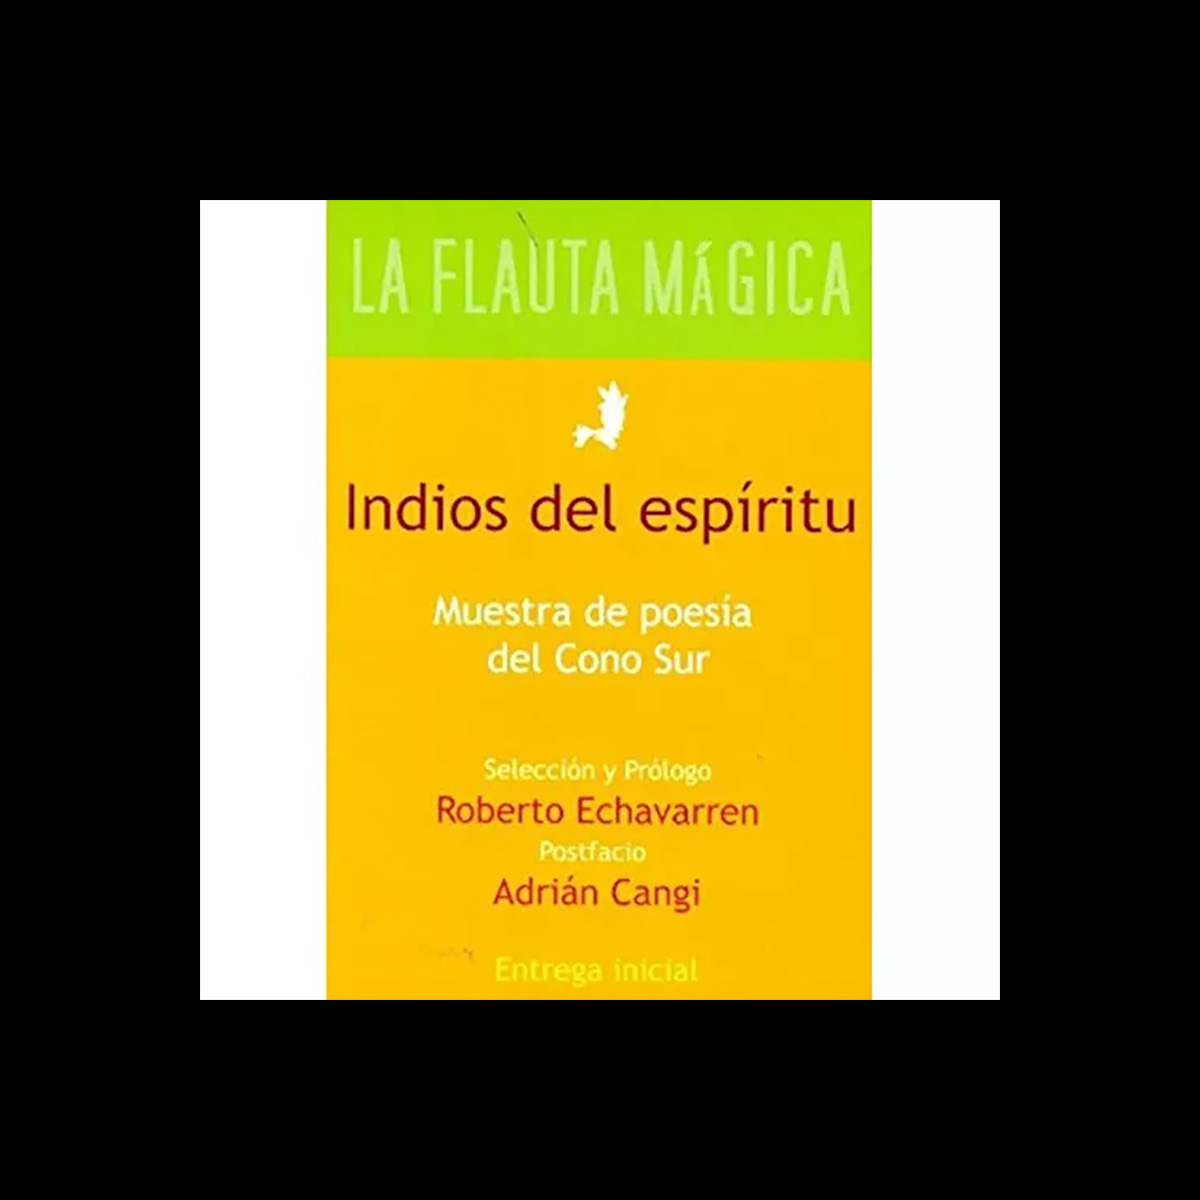 LA FLAUTA MÁGICA
Indios del espíritu
Muestra de poesía
del Cono Sur
Selección y Prólogo
Roberto Echavarren
Postfacio
Adrián Cangi
Entrega inicial